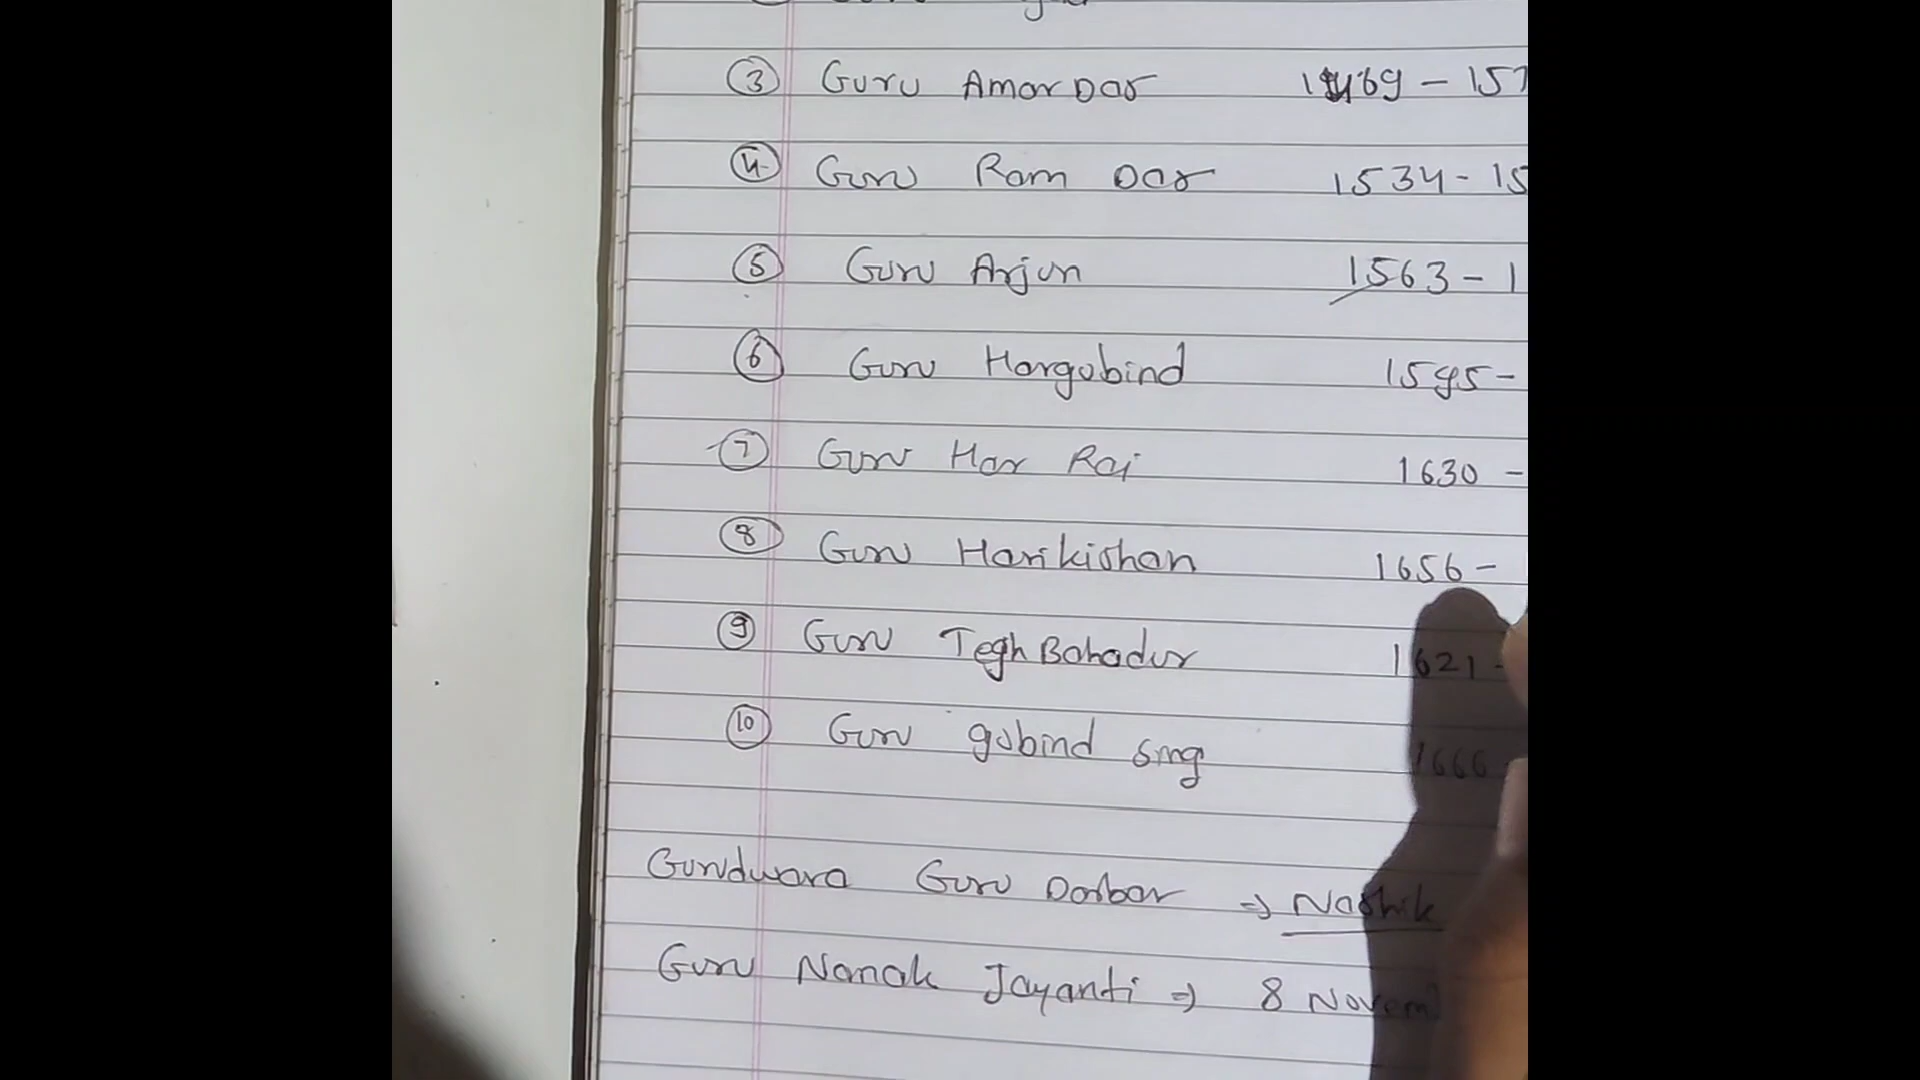 ③ Guru Amar Das 1469 - 157
④ Guru Ram Das 1534 - 15
⑤ Guru Arjun 1563 - 1
⑥ Guru Hargobind 1595 -
⑦ Guru Har Rai 1630 -
⑧ Guru Harikishan 1656 -
⑨ Guru Tegh Bahadur 1621 -
⑩ Guru gobind sing 1666
Gurudwara Guru Darbar ⇒ Nashik
Guru Nanak Jayanti ⇒ 8 Novem